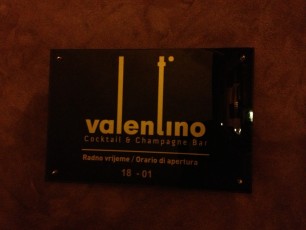 valentino
Cocktail & Champagne Bar
Radno vrijeme / Orario di apertura
18 - 01